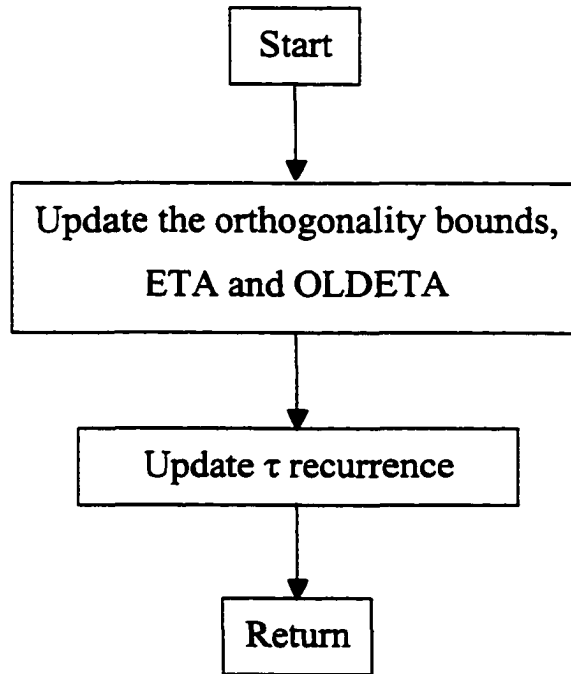 Start
Update the orthogonality bounds,
ETA and OLDETA
Update τ recurrence
Return